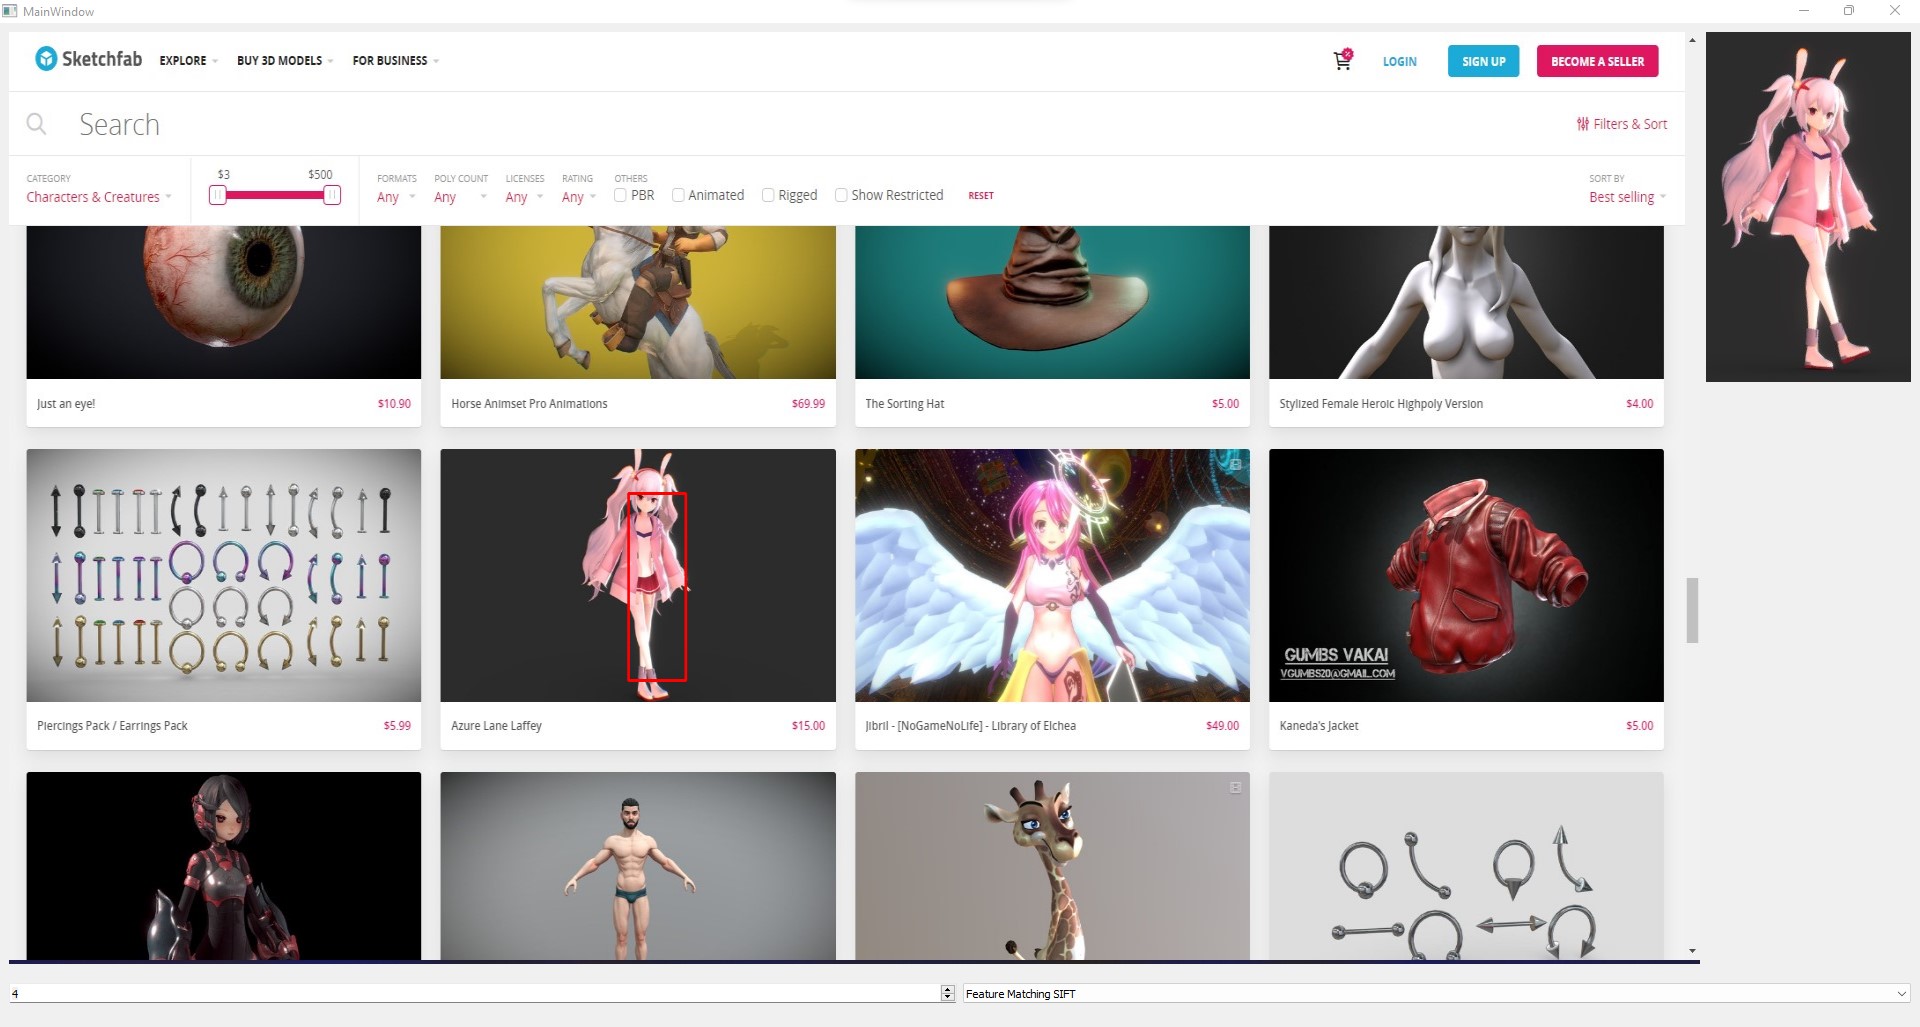 MainWindow
Sketchfab EXPLORE BUY 3D MODELS FOR BUSINESS LOGIN SIGN UP BECOME A SELLER
Search Filters & Sort
CATEGORY $3 $500 FORMATS POLY COUNT LICENSES RATING OTHERS SORT BY
Characters & Creatures Any Any Any Any PBR Animated Rigged Show Restricted RESET Best selling
Just an eye! $10.90 Horse Animset Pro Animations $69.99 The Sorting Hat $5.00 Stylized Female Heroic Highpoly Version $4.00
GUMBS VAKAI
VGUMBS20@GMAIL.COM
Piercings Pack / Earrings Pack $5.99 Azure Lane Laffey $15.00 Jibril - [NoGameNoLife] - Library of Elchea $49.00 Kaneda's Jacket $5.00
4 Feature Matching SIFT